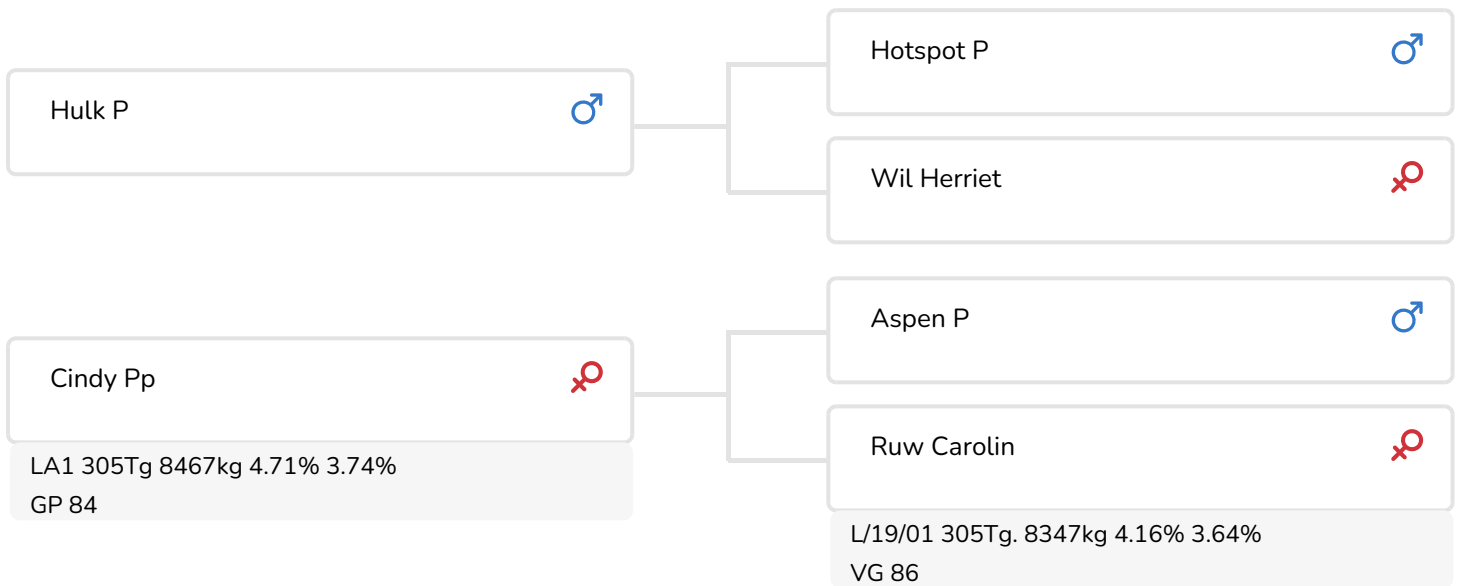 Hotspot P
Hulk P
Wil Herriet
Aspen P
Cindy Pp
Ruw Carolin
LA1 305Tg 8467kg 4.71% 3.74%
GP 84
L/19/01 305Tg. 8347kg 4.16% 3.64%
VG 86